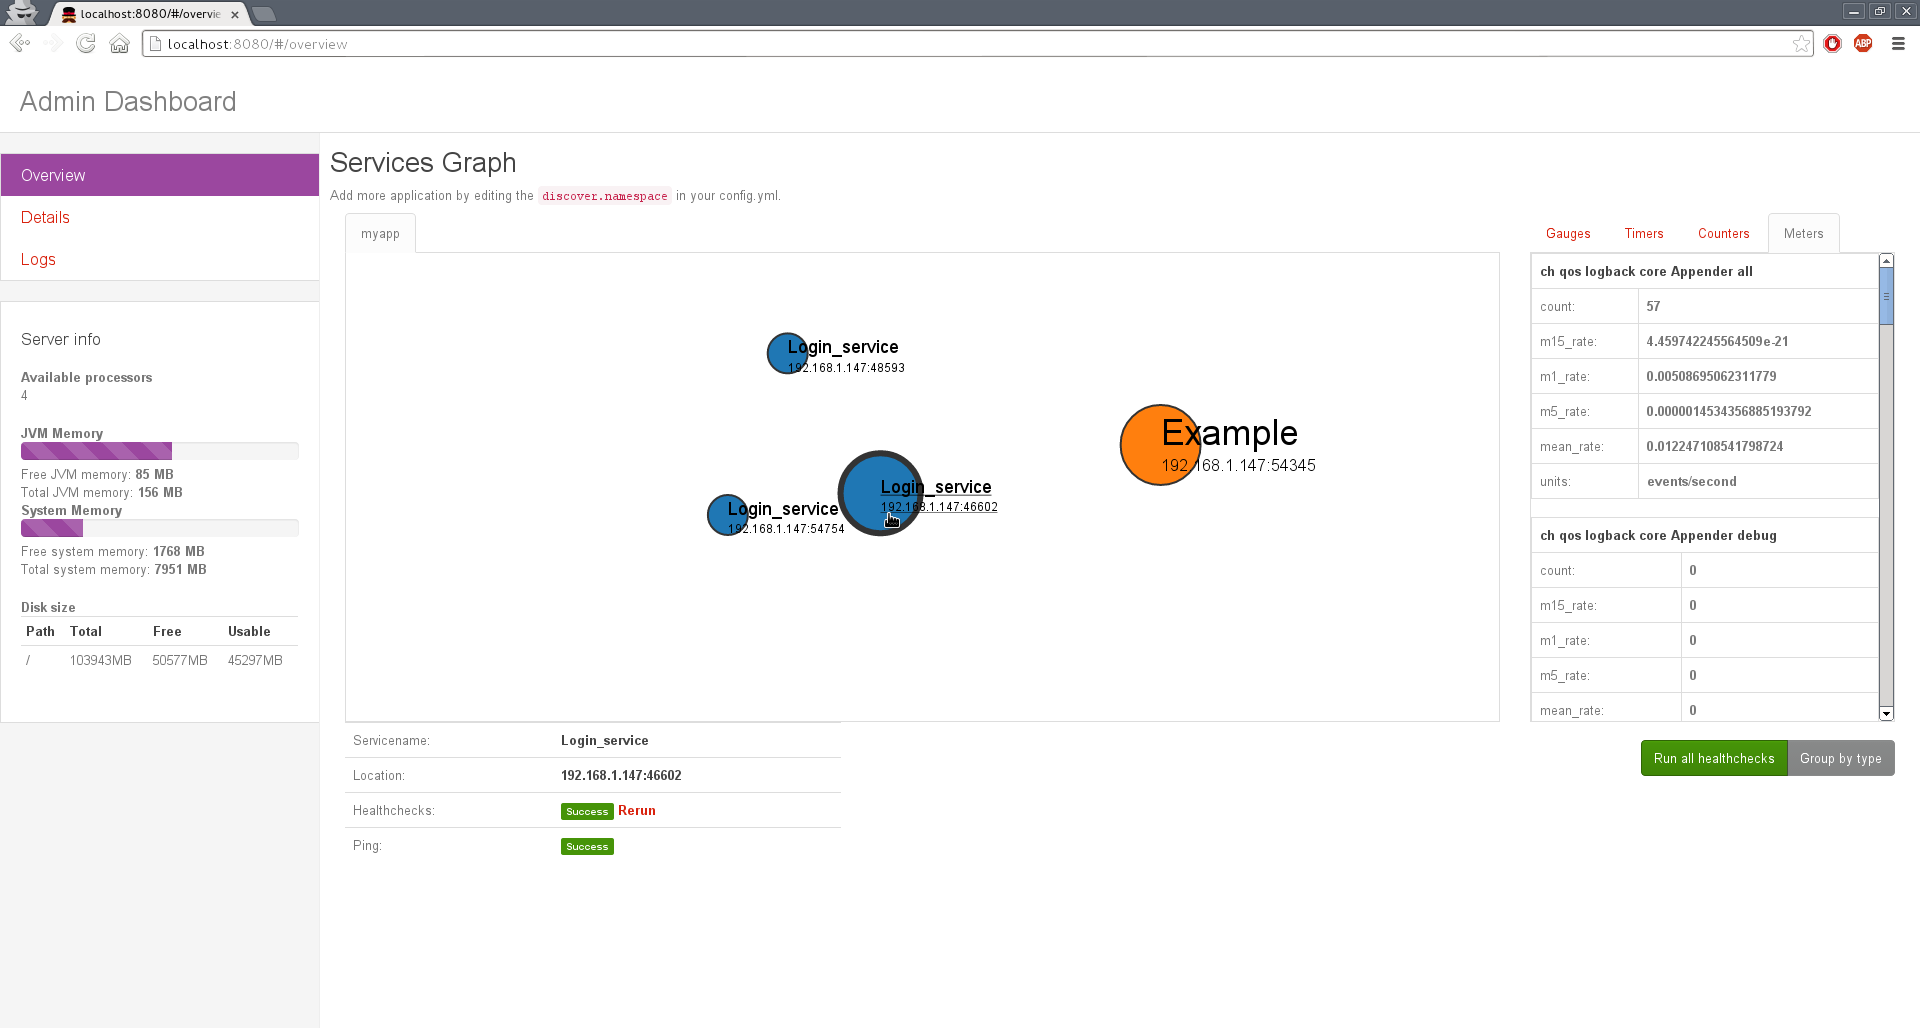 localhost:8080/#/overvie
localhost:8080/#/overview
ABP
Admin Dashboard
Overview
Details
Logs
Server info
Available processors
4
JVM Memory
Free JVM memory: 85 MB
Total JVM memory: 156 MB
System Memory
Free system memory: 1768 MB
Total system memory: 7951 MB
Disk size
Path Total Free Usable
/ 103943MB 50577MB 45297MB
Services Graph
Add more application by editing the discover.namespace in your config.yml.
myapp
Login_service
192.168.1.147:48593
Example
192.168.1.147:54345
Login_service
192.168.1.147:46602
Login_service
192.168.1.147:54754
Servicename: Login_service
Location: 192.168.1.147:46602
Healthchecks: Success Rerun
Ping: Success
Gauges Timers Counters Meters
ch qos logback core Appender all
count: 57
m15_rate: 4.459742245564509e-21
m1_rate: 0.00508695062311779
m5_rate: 0.0000014534356885193792
mean_rate: 0.012247108541798724
units: events/second
ch qos logback core Appender debug
count: 0
m15_rate: 0
m1_rate: 0
m5_rate: 0
mean_rate: 0
Run all healthchecks Group by type